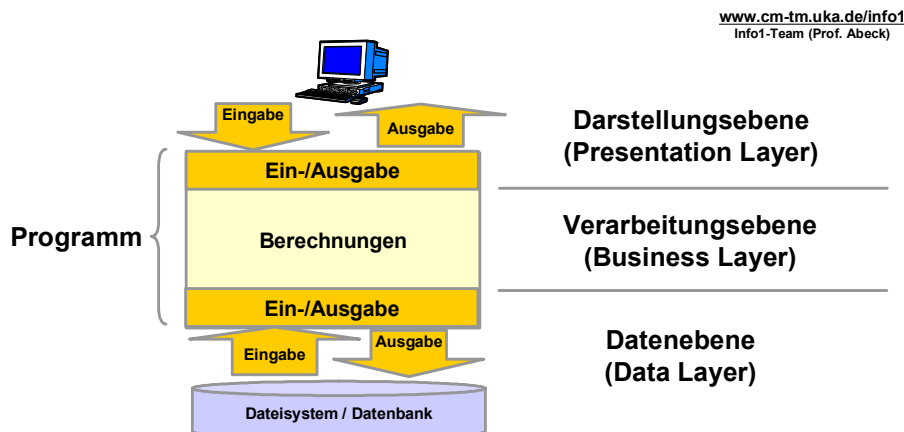 www.cm-tm.uka.de/info1
Info1-Team (Prof. Abeck)
Eingabe
Ausgabe
Darstellungsebene
(Presentation Layer)
Ein-/Ausgabe
Programm
Berechnungen
Verarbeitungsebene
(Business Layer)
Ein-/Ausgabe
Eingabe
Ausgabe
Datenebene
(Data Layer)
Dateisystem / Datenbank